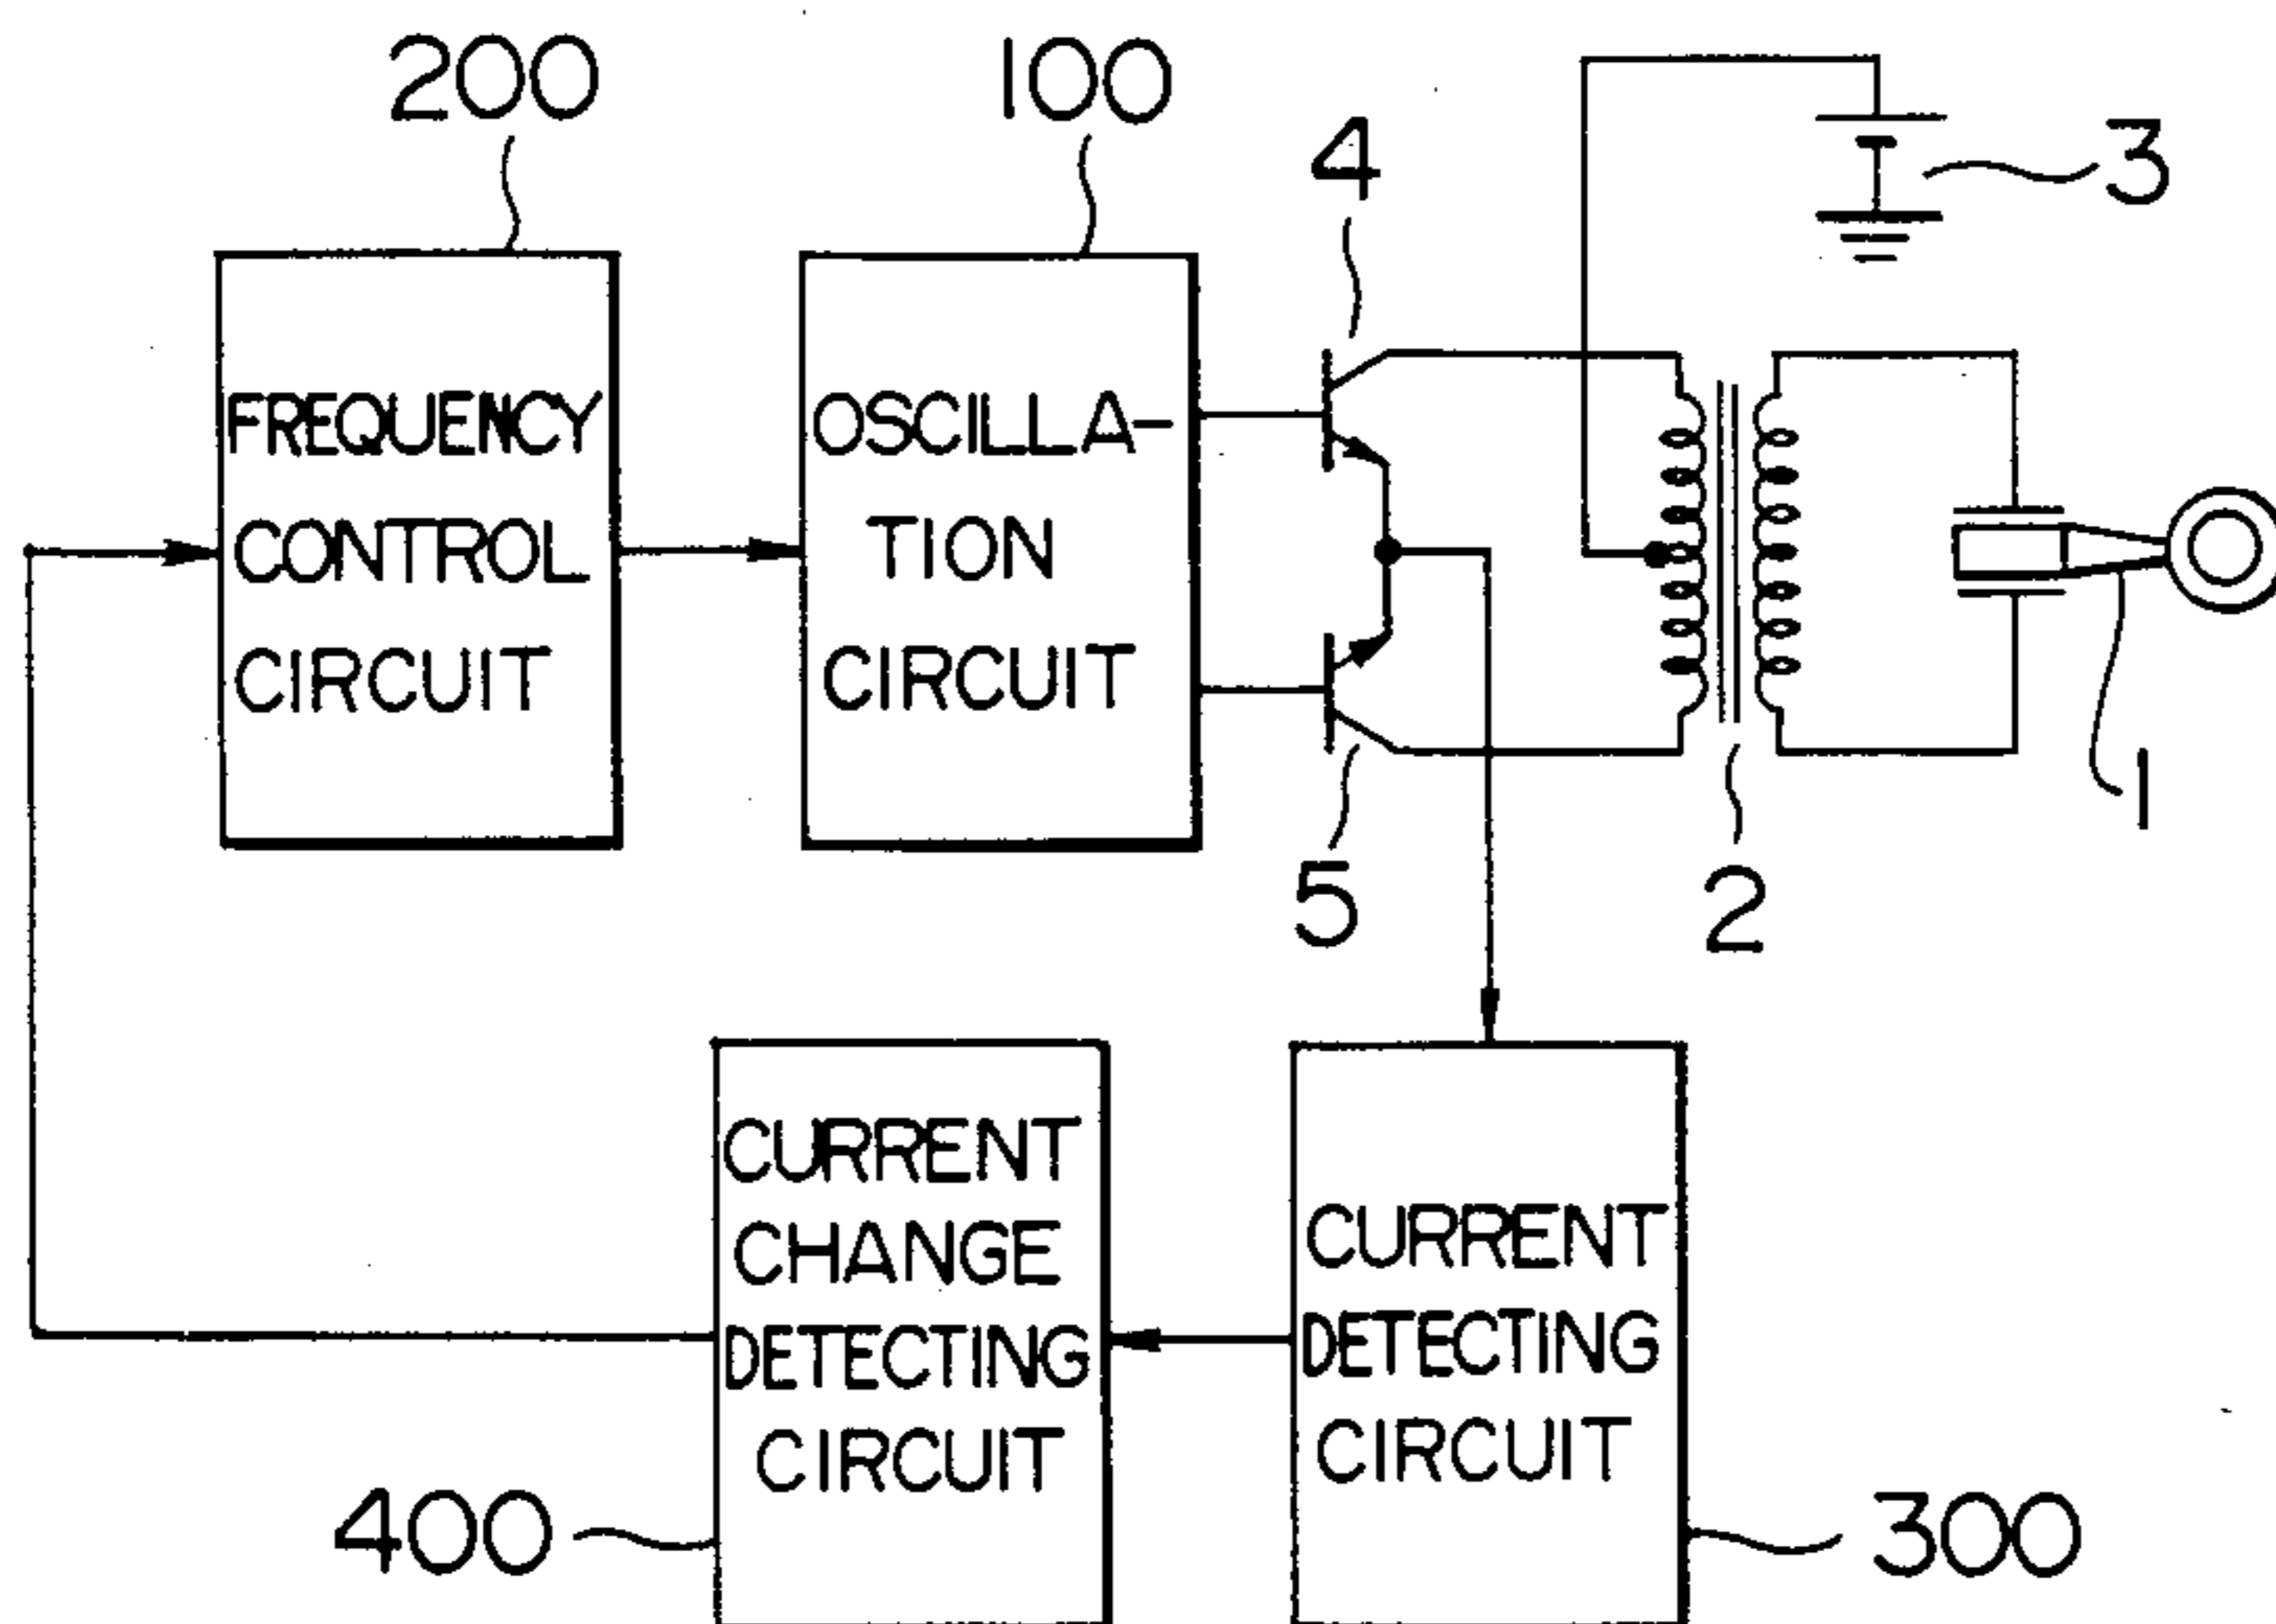 200
100
4
3
FREQUENCY
CONTROL
CIRCUIT
OSCILLA-
TION
CIRCUIT
1
5
2
CURRENT
CHANGE
DETECTING
CIRCUIT
CURRENT
DETECTING
CIRCUIT
400
300